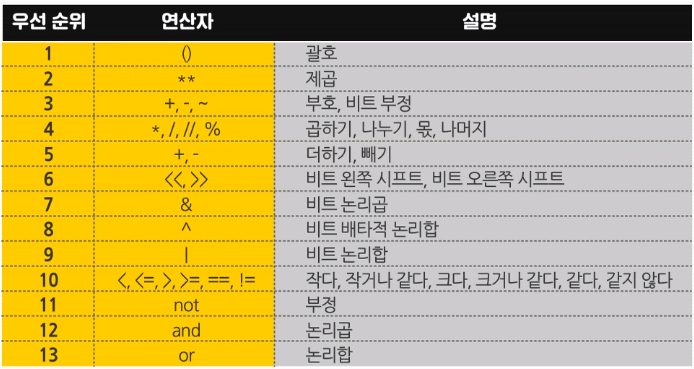 우선 순위 연산자 설명
1 () 괄호
2 ** 제곱
3 +, -, ~ 부호, 비트 부정
4 *, /, //, % 곱하기, 나누기, 몫, 나머지
5 +, - 더하기, 빼기
6 <<, >> 비트 왼쪽 시프트, 비트 오른쪽 시프트
7 & 비트 논리곱
8 ^ 비트 배타적 논리합
9 | 비트 논리합
10 <, <=, >, >=, ==, != 작다, 작거나 같다, 크다, 크거나 같다, 같다, 같지 않다
11 not 부정
12 and 논리곱
13 or 논리합